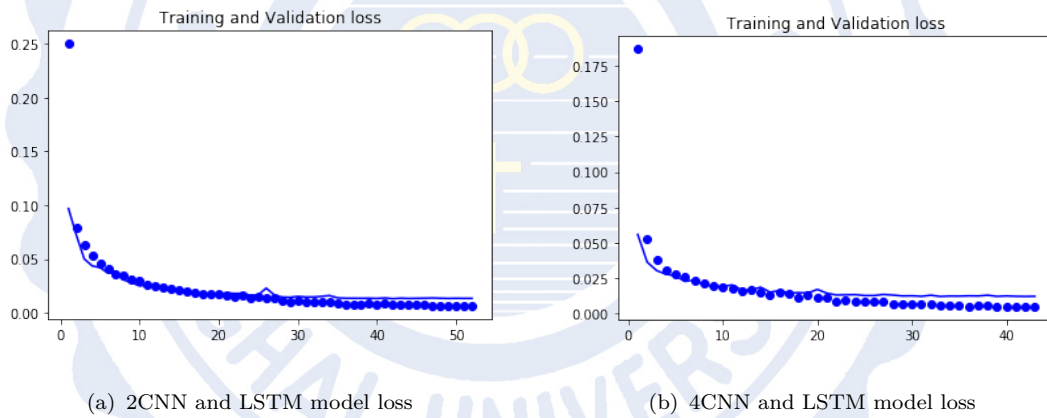 Training and Validation loss
0.25
0.20
0.15
0.10
0.05
0.00
0 10 20 30 40 50
(a) 2CNN and LSTM model loss
Training and Validation loss
0.175
0.150
0.125
0.100
0.075
0.050
0.025
0.000
0 10 20 30 40
(b) 4CNN and LSTM model loss